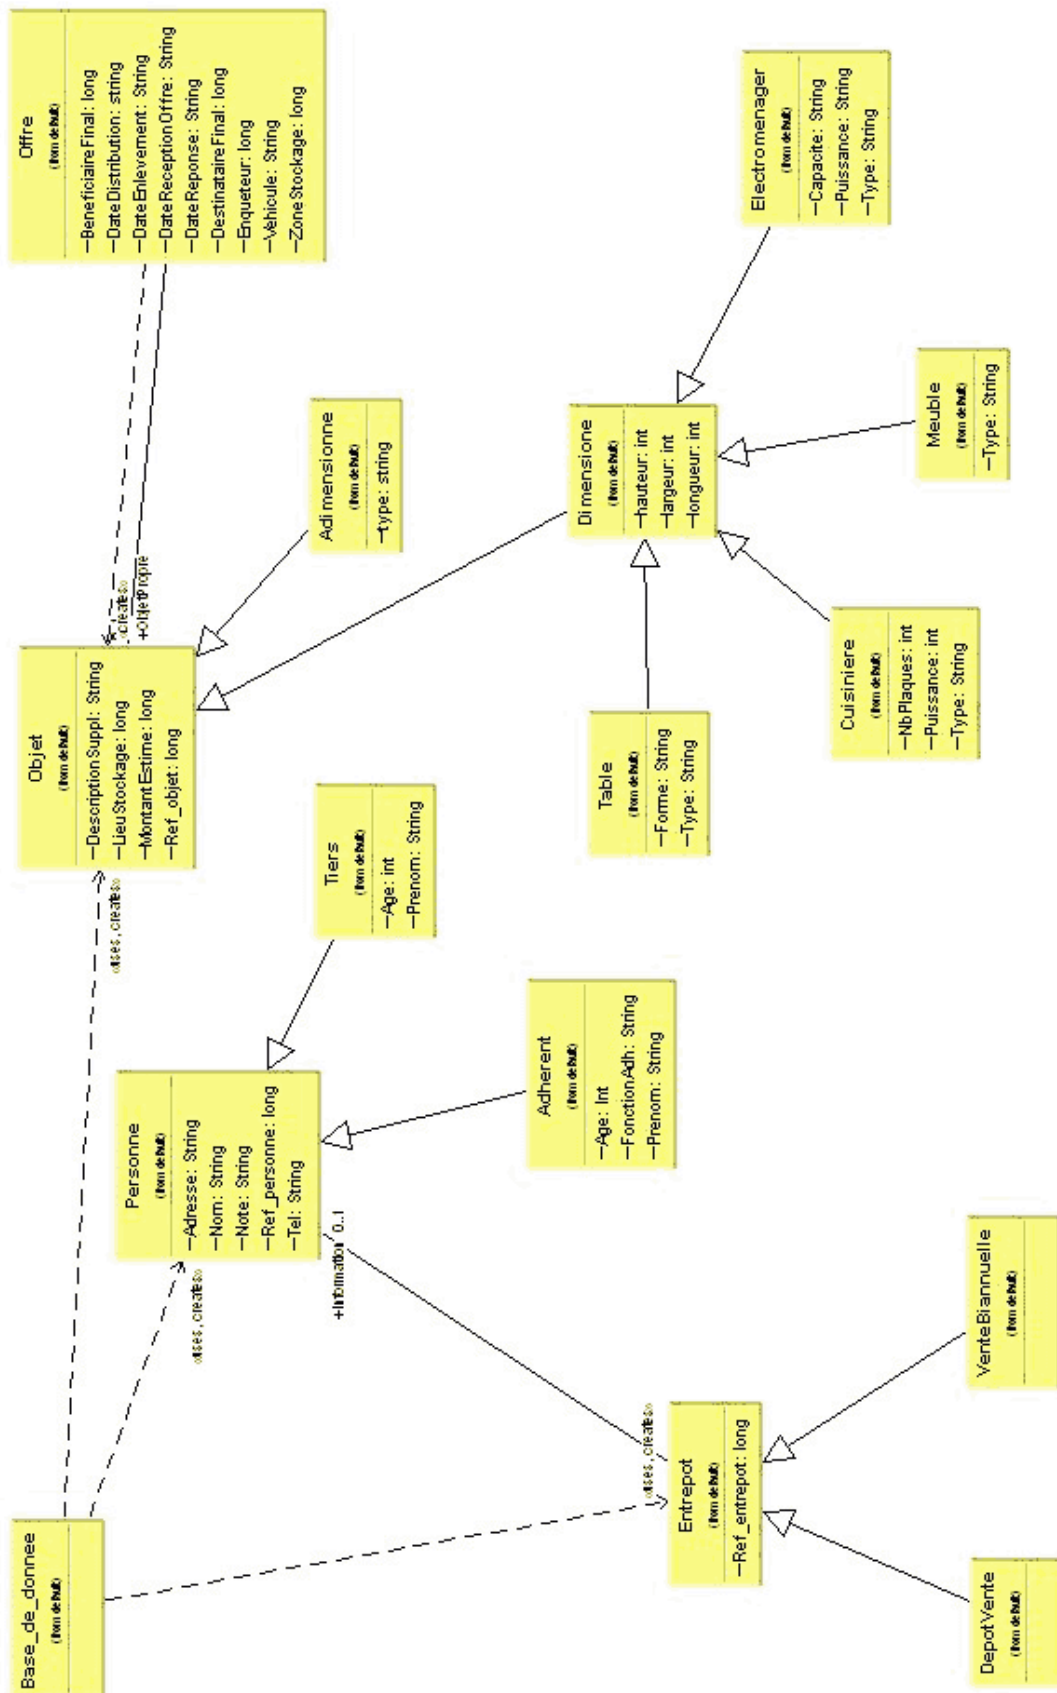 Base_de_donnee
(from default)
«uses,creates»
«uses,creates»
«uses,creates»
Personne
(from default)
—Adresse: String
—Nom: String
—Note: String
—Ref_personne: long
—Tel: String
+Information 0..1
Objet
(from default)
—DescriptionSuppl: String
—LieuStockage: long
—MontantEstime: long
—Ref_objet: long
«creates»
+ObjetPropre
Offre
(from default)
—BeneficiaireFinal: long
—DateDistribution: string
—DateEnlevement: String
—DateReceptionOffre: String
—DateReponse: String
—DestinataireFinal: long
—Enqueteur: long
—Vehicule: String
—ZoneStockage: long
Tiers
(from default)
—Age: int
—Prenom: String
Adimensionne
(from default)
—type: string
Adherent
(from default)
—Age: Int
—FonctionAdh: String
—Prenom: String
Dimensione
(from default)
—hauteur: int
—largeur: int
—longueur: int
Table
(from default)
—Forme: String
—Type: String
Electromenager
(from default)
—Capacite: String
—Puissance: String
—Type: String
Entrepot
(from default)
—Ref_entrepot: long
Cuisiniere
(from default)
—NbPlaques: int
—Puissance: int
—Type: String
Meuble
(from default)
—Type: String
DepotVente
(from default)
VenteBiannuelle
(from default)